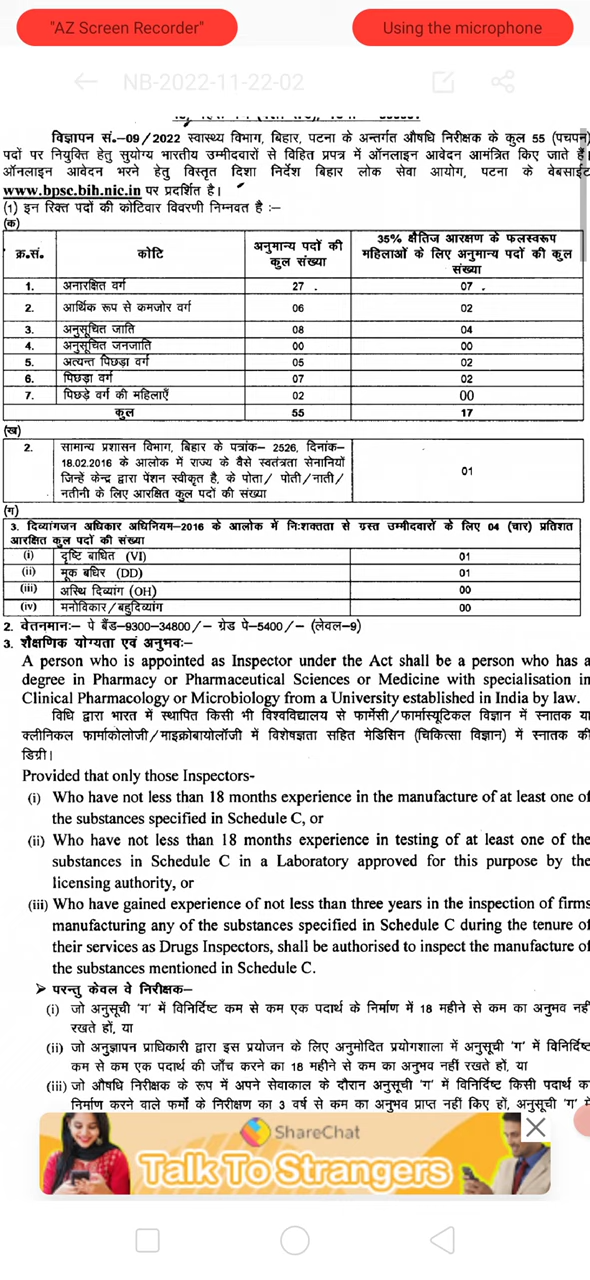 "AZ Screen Recorder"
Using the microphone
NB-2022-11-22-02
विज्ञापन सं.–09/2022 स्वास्थ्य विभाग, बिहार, पटना के अन्तर्गत औषधि निरीक्षक के कुल 55 (पचपन)
पदों पर नियुक्ति हेतु सुयोग्य भारतीय उम्मीदवारों से विहित प्रपत्र में ऑनलाइन आवेदन आमंत्रित किए जाते हैं।
ऑनलाइन आवेदन भरने हेतु विस्तृत दिशा निर्देश बिहार लोक सेवा आयोग, पटना के वेबसाईट
www.bpsc.bih.nic.in पर प्रदर्शित है।
(1) इन रिक्त पदों की कोटिवार विवरणी निम्नवत है :–
(क)
क्र.सं. कोटि अनुमान्य पदों की कुल संख्या 35% क्षैतिज आरक्षण के फलस्वरूप महिलाओं के लिए अनुमान्य पदों की कुल संख्या
1. अनारक्षित वर्ग 27 07
2. आर्थिक रूप से कमजोर वर्ग 06 02
3. अनुसूचित जाति 08 04
4. अनुसूचित जनजाति 00 00
5. अत्यन्त पिछड़ा वर्ग 05 02
6. पिछड़ा वर्ग 07 02
7. पिछड़े वर्ग की महिलाएँ 02 00
कुल 55 17
(ख)
2. सामान्य प्रशासन विभाग, बिहार के पत्रांक– 2526, दिनांक–
18.02.2016 के आलोक में राज्य के वैसे स्वतंत्रता सेनानियों
जिन्हें केन्द्र द्वारा पेंशन स्वीकृत है, के पोता/ पोती/नाती/
नतीनी के लिए आरक्षित कुल पदों की संख्या
01
(ग)
3. दिव्यांगजन अधिकार अधिनियम–2016 के आलोक में निःशक्तता से ग्रस्त उम्मीदवारों के लिए 04 (चार) प्रतिशत
आरक्षित कुल पदों की संख्या
(i) दृष्टि बाधित (VI) 01
(ii) मूक बधिर (DD) 01
(iii) अस्थि दिव्यांग (OH) 00
(iv) मनोविकार/बहुदिव्यांग 00
2. वेतनमानः– पे बैंड–9300–34800/– ग्रेड पे–5400/– (लेवल–9)
3. शैक्षणिक योग्यता एवं अनुभवः–
A person who is appointed as Inspector under the Act shall be a person who has a
degree in Pharmacy or Pharmaceutical Sciences or Medicine with specialisation in
Clinical Pharmacology or Microbiology from a University established in India by law.
विधि द्वारा भारत में स्थापित किसी भी विश्वविद्यालय से फार्मेसी/फार्मास्यूटिकल विज्ञान में स्नातक या
क्लीनिकल फार्माकोलोजी/माइक्रोबायोलॉजी में विशेषज्ञता सहित मेडिसिन (चिकित्सा विज्ञान) में स्नातक की
डिग्री।
Provided that only those Inspectors-
(i) Who have not less than 18 months experience in the manufacture of at least one of
the substances specified in Schedule C, or
(ii) Who have not less than 18 months experience in testing of at least one of the
substances in Schedule C in a Laboratory approved for this purpose by the
licensing authority, or
(iii) Who have gained experience of not less than three years in the inspection of firms
manufacturing any of the substances specified in Schedule C during the tenure of
their services as Drugs Inspectors, shall be authorised to inspect the manufacture of
the substances mentioned in Schedule C.
➢ परन्तु केवल वे निरीक्षक–
(i) जो अनुसूची 'ग' में विनिर्दिष्ट कम से कम एक पदार्थ के निर्माण में 18 महीने से कम का अनुभव नहीं
रखते हों, या
(ii) जो अनुज्ञापन प्राधिकारी द्वारा इस प्रयोजन के लिए अनुमोदित प्रयोगशाला में अनुसूची 'ग' में विनिर्दिष्ट
कम से कम एक पदार्थ की जाँच करने का 18 महीने से कम का अनुभव नहीं रखते हों, या
(iii) जो औषधि निरीक्षक के रूप में अपने सेवाकाल के दौरान अनुसूची 'ग' में विनिर्दिष्ट किसी पदार्थ का
निर्माण करने वाले फर्मों के निरीक्षण का 3 वर्ष से कम का अनुभव प्राप्त नहीं किए हों, अनुसूची 'ग' में
ShareChat
Talk To Strangers